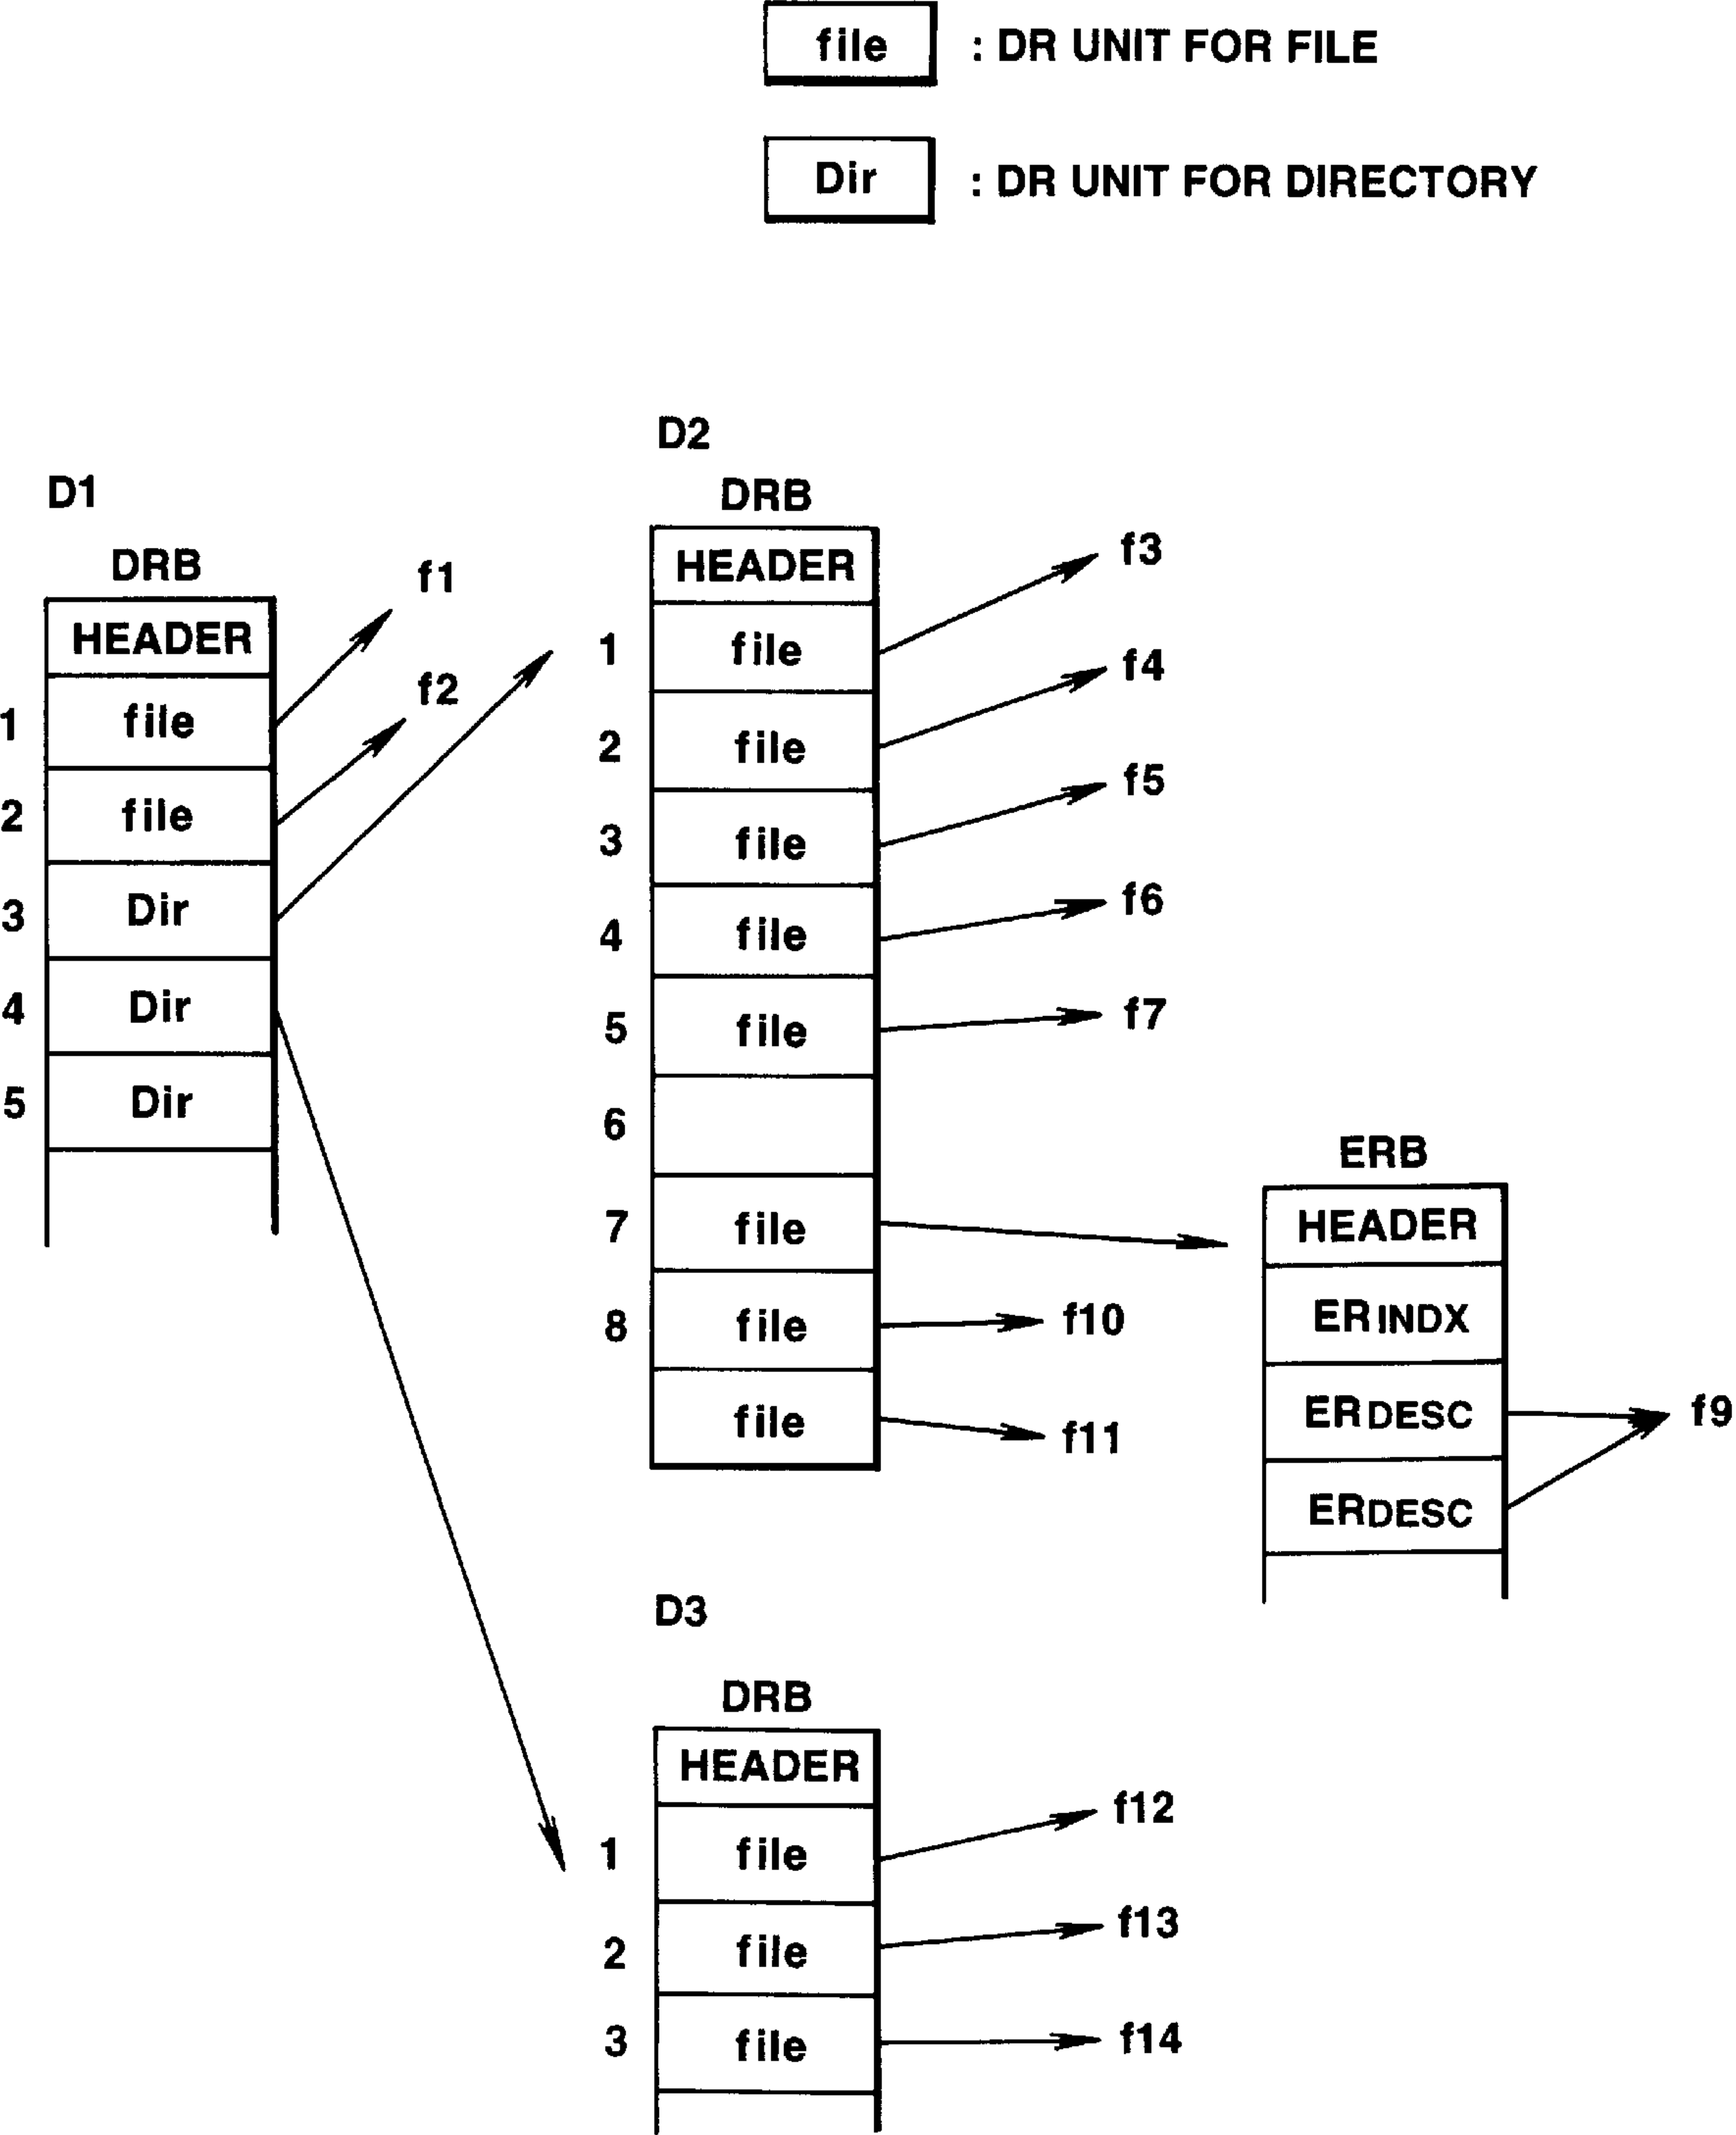 file : DR UNIT FOR FILE
Dir : DR UNIT FOR DIRECTORY
D1
DRB
HEADER
1 file f1
2 file f2
3 Dir
4 Dir
5 Dir
D2
DRB
HEADER
1 file f3
2 file f4
3 file f5
4 file f6
5 file f7
6
7 file
8 file f10
file f11
ERB
HEADER
ERINDX
ERDESC f9
ERDESC
D3
DRB
HEADER
1 file f12
2 file f13
3 file f14